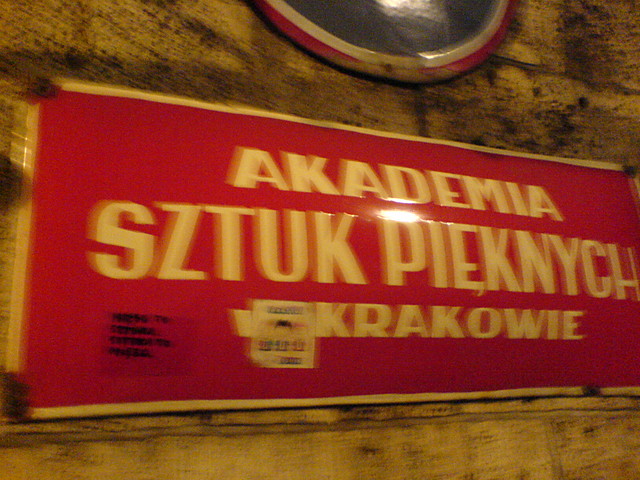 AKADEMIA
SZTUK PIĘKNYCH
w KRAKOWIE